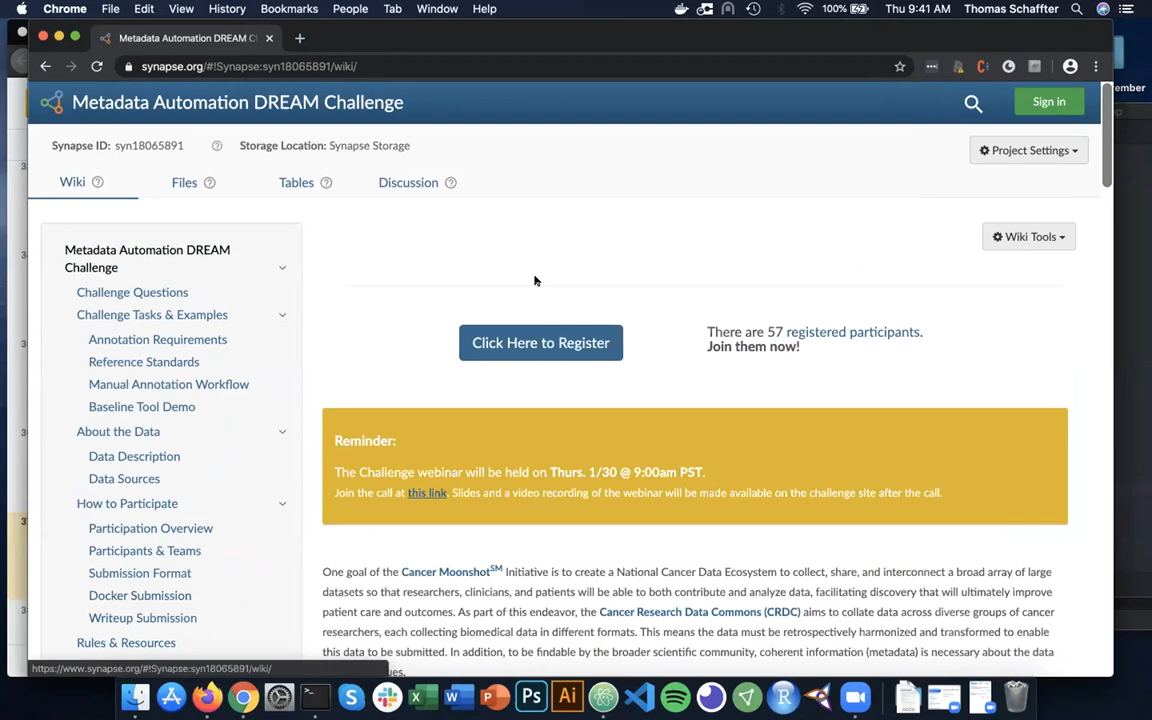 Chrome File Edit View History Bookmarks People Tab Window Help 100% Thu 9:41 AM Thomas Schaffter
Metadata Automation DREAM C
synapse.org/#!Synapse:syn18065891/wiki/
ember
Metadata Automation DREAM Challenge
Sign in
Synapse ID: syn18065891 Storage Location: Synapse Storage
Project Settings
Wiki Files Tables Discussion
Wiki Tools
Metadata Automation DREAM
Challenge
Challenge Questions
Challenge Tasks & Examples
Annotation Requirements
Reference Standards
Manual Annotation Workflow
Baseline Tool Demo
About the Data
Data Description
Data Sources
How to Participate
Participation Overview
Participants & Teams
Submission Format
Docker Submission
Writeup Submission
Rules & Resources
Click Here to Register
There are 57 registered participants.
Join them now!
Reminder:
The Challenge webinar will be held on Thurs. 1/30 @ 9:00am PST.
Join the call at this link. Slides and a video recording of the webinar will be made available on the challenge site after the call.
One goal of the Cancer Moonshot℠ Initiative is to create a National Cancer Data Ecosystem to collect, share, and interconnect a broad array of large
datasets so that researchers, clinicians, and patients will be able to both contribute and analyze data, facilitating discovery that will ultimately improve
patient care and outcomes. As part of this endeavor, the Cancer Research Data Commons (CRDC) aims to collate data across diverse groups of cancer
researchers, each collecting biomedical data in different formats. This means the data must be retrospectively harmonized and transformed to enable
this data to be submitted. In addition, to be findable by the broader scientific community, coherent information (metadata) is necessary about the data
https://www.synapse.org/#!Synapse:syn18065891/wiki/